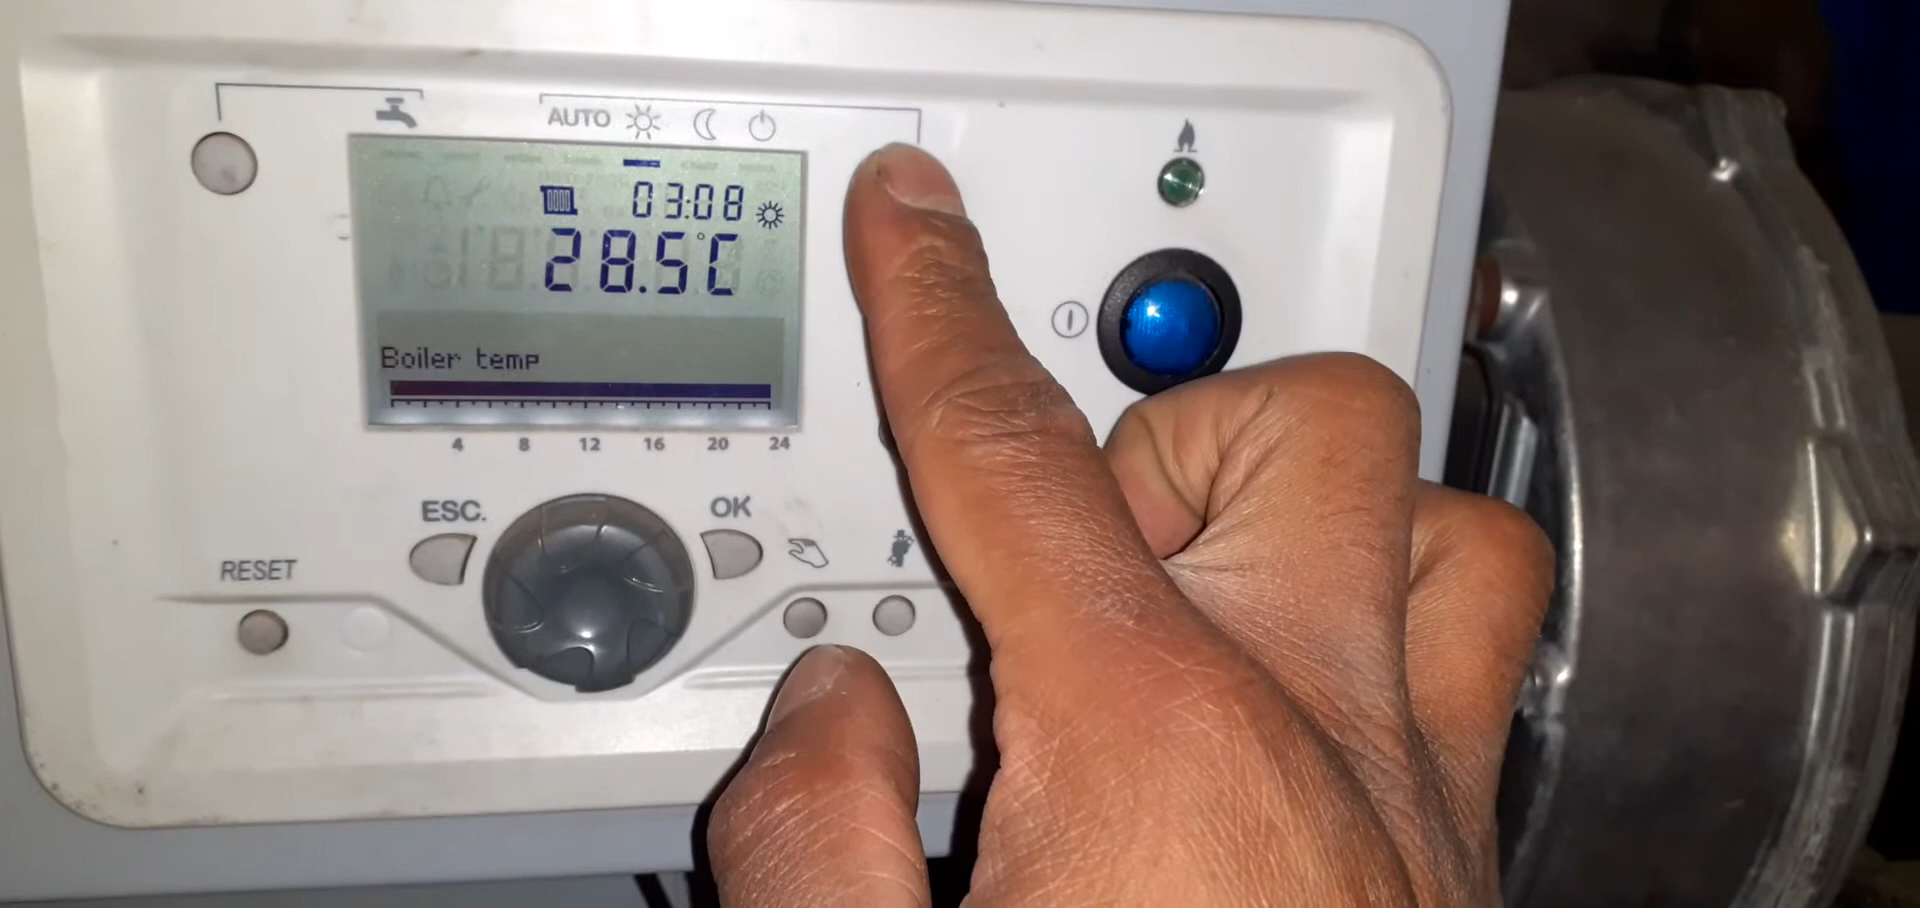 AUTO
03:08
28.5°C
Boiler temp
4 8 12 16 20 24
ESC. OK
RESET